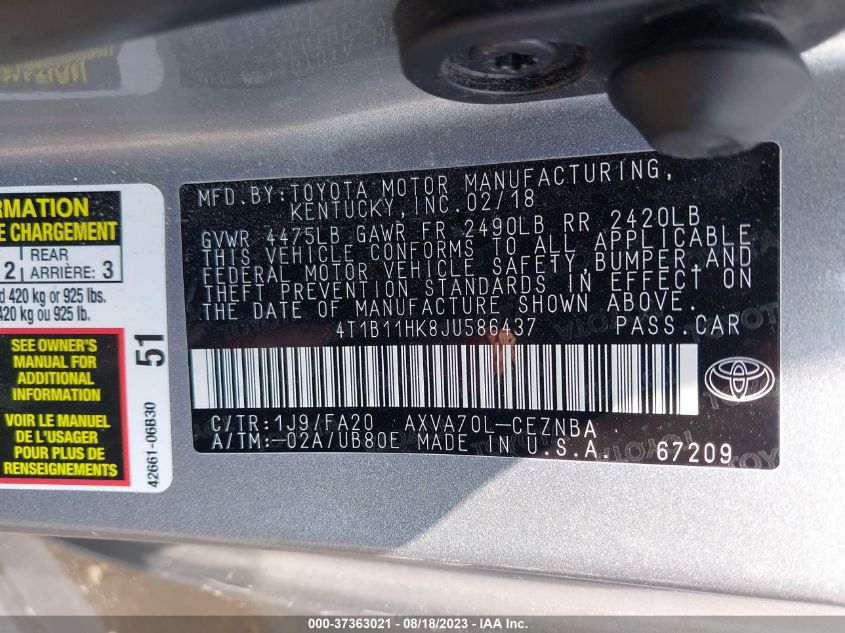 MFD.BY:TOYOTA MOTOR MANUFACTURING,
KENTUCKY,INC.02/18
GVWR 4475LB GAWR FR 2490LB RR 2420LB
THIS VEHICLE CONFORMS TO ALL APPLICABLE
FEDERAL MOTOR VEHICLE SAFETY,BUMPER,AND
THEFT PREVENTION STANDARDS IN EFFECT ON
THE DATE OF MANUFACTURE SHOWN ABOVE.
4T1B11HK8JU586437 PASS.CAR
C/TR:1J9/FA20 AXVA70L-CEZNBA
A/TM:-02A/UB80E MADE IN U.S.A. 67209
RMATION
E CHARGEMENT
2 REAR
ARRIÈRE: 3
d 420 kg or 925 lbs.
420 kg ou 925 lb.
SEE OWNER'S
MANUAL FOR
ADDITIONAL
INFORMATION
VOIR LE MANUEL
DE L'USAGER
POUR PLUS DE
RENSEIGNEMENTS
51
42661-06B30
000-37363021 - 08/18/2023 - IAA Inc.